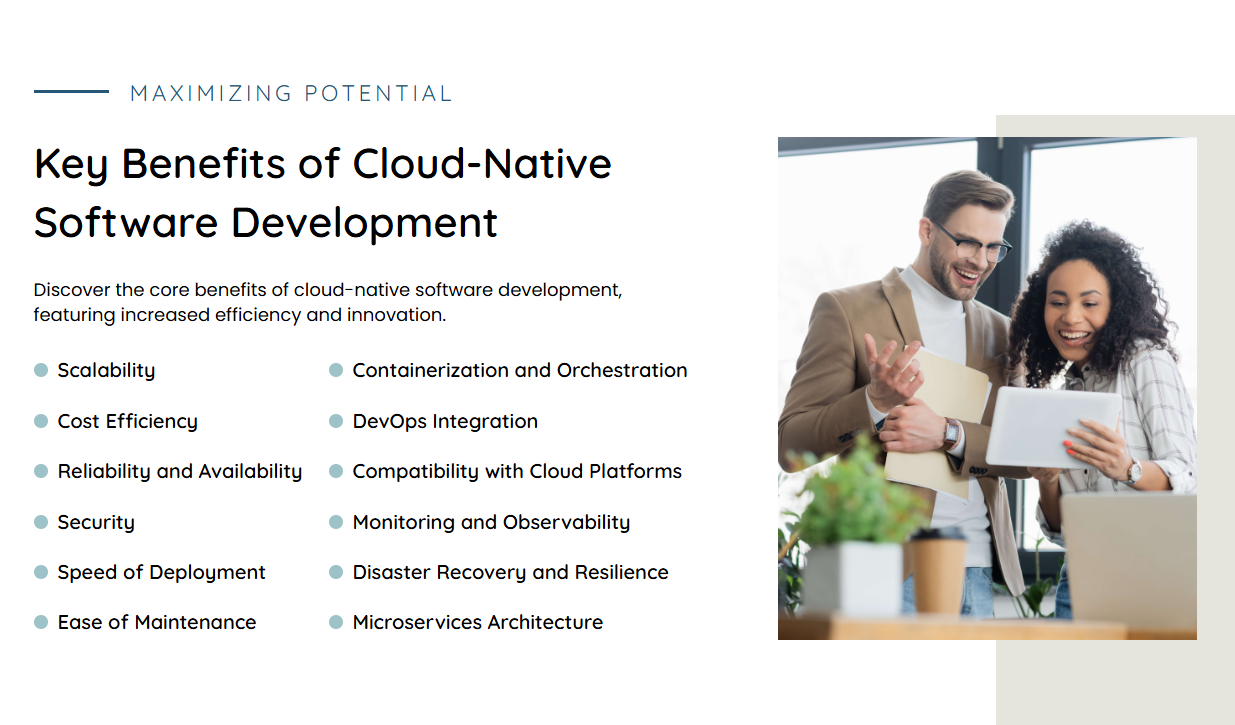 MAXIMIZING POTENTIAL
Key Benefits of Cloud-Native
Software Development
Discover the core benefits of cloud-native software development,
featuring increased efficiency and innovation.
Scalability
Cost Efficiency
Reliability and Availability
Security
Speed of Deployment
Ease of Maintenance
Containerization and Orchestration
DevOps Integration
Compatibility with Cloud Platforms
Monitoring and Observability
Disaster Recovery and Resilience
Microservices Architecture